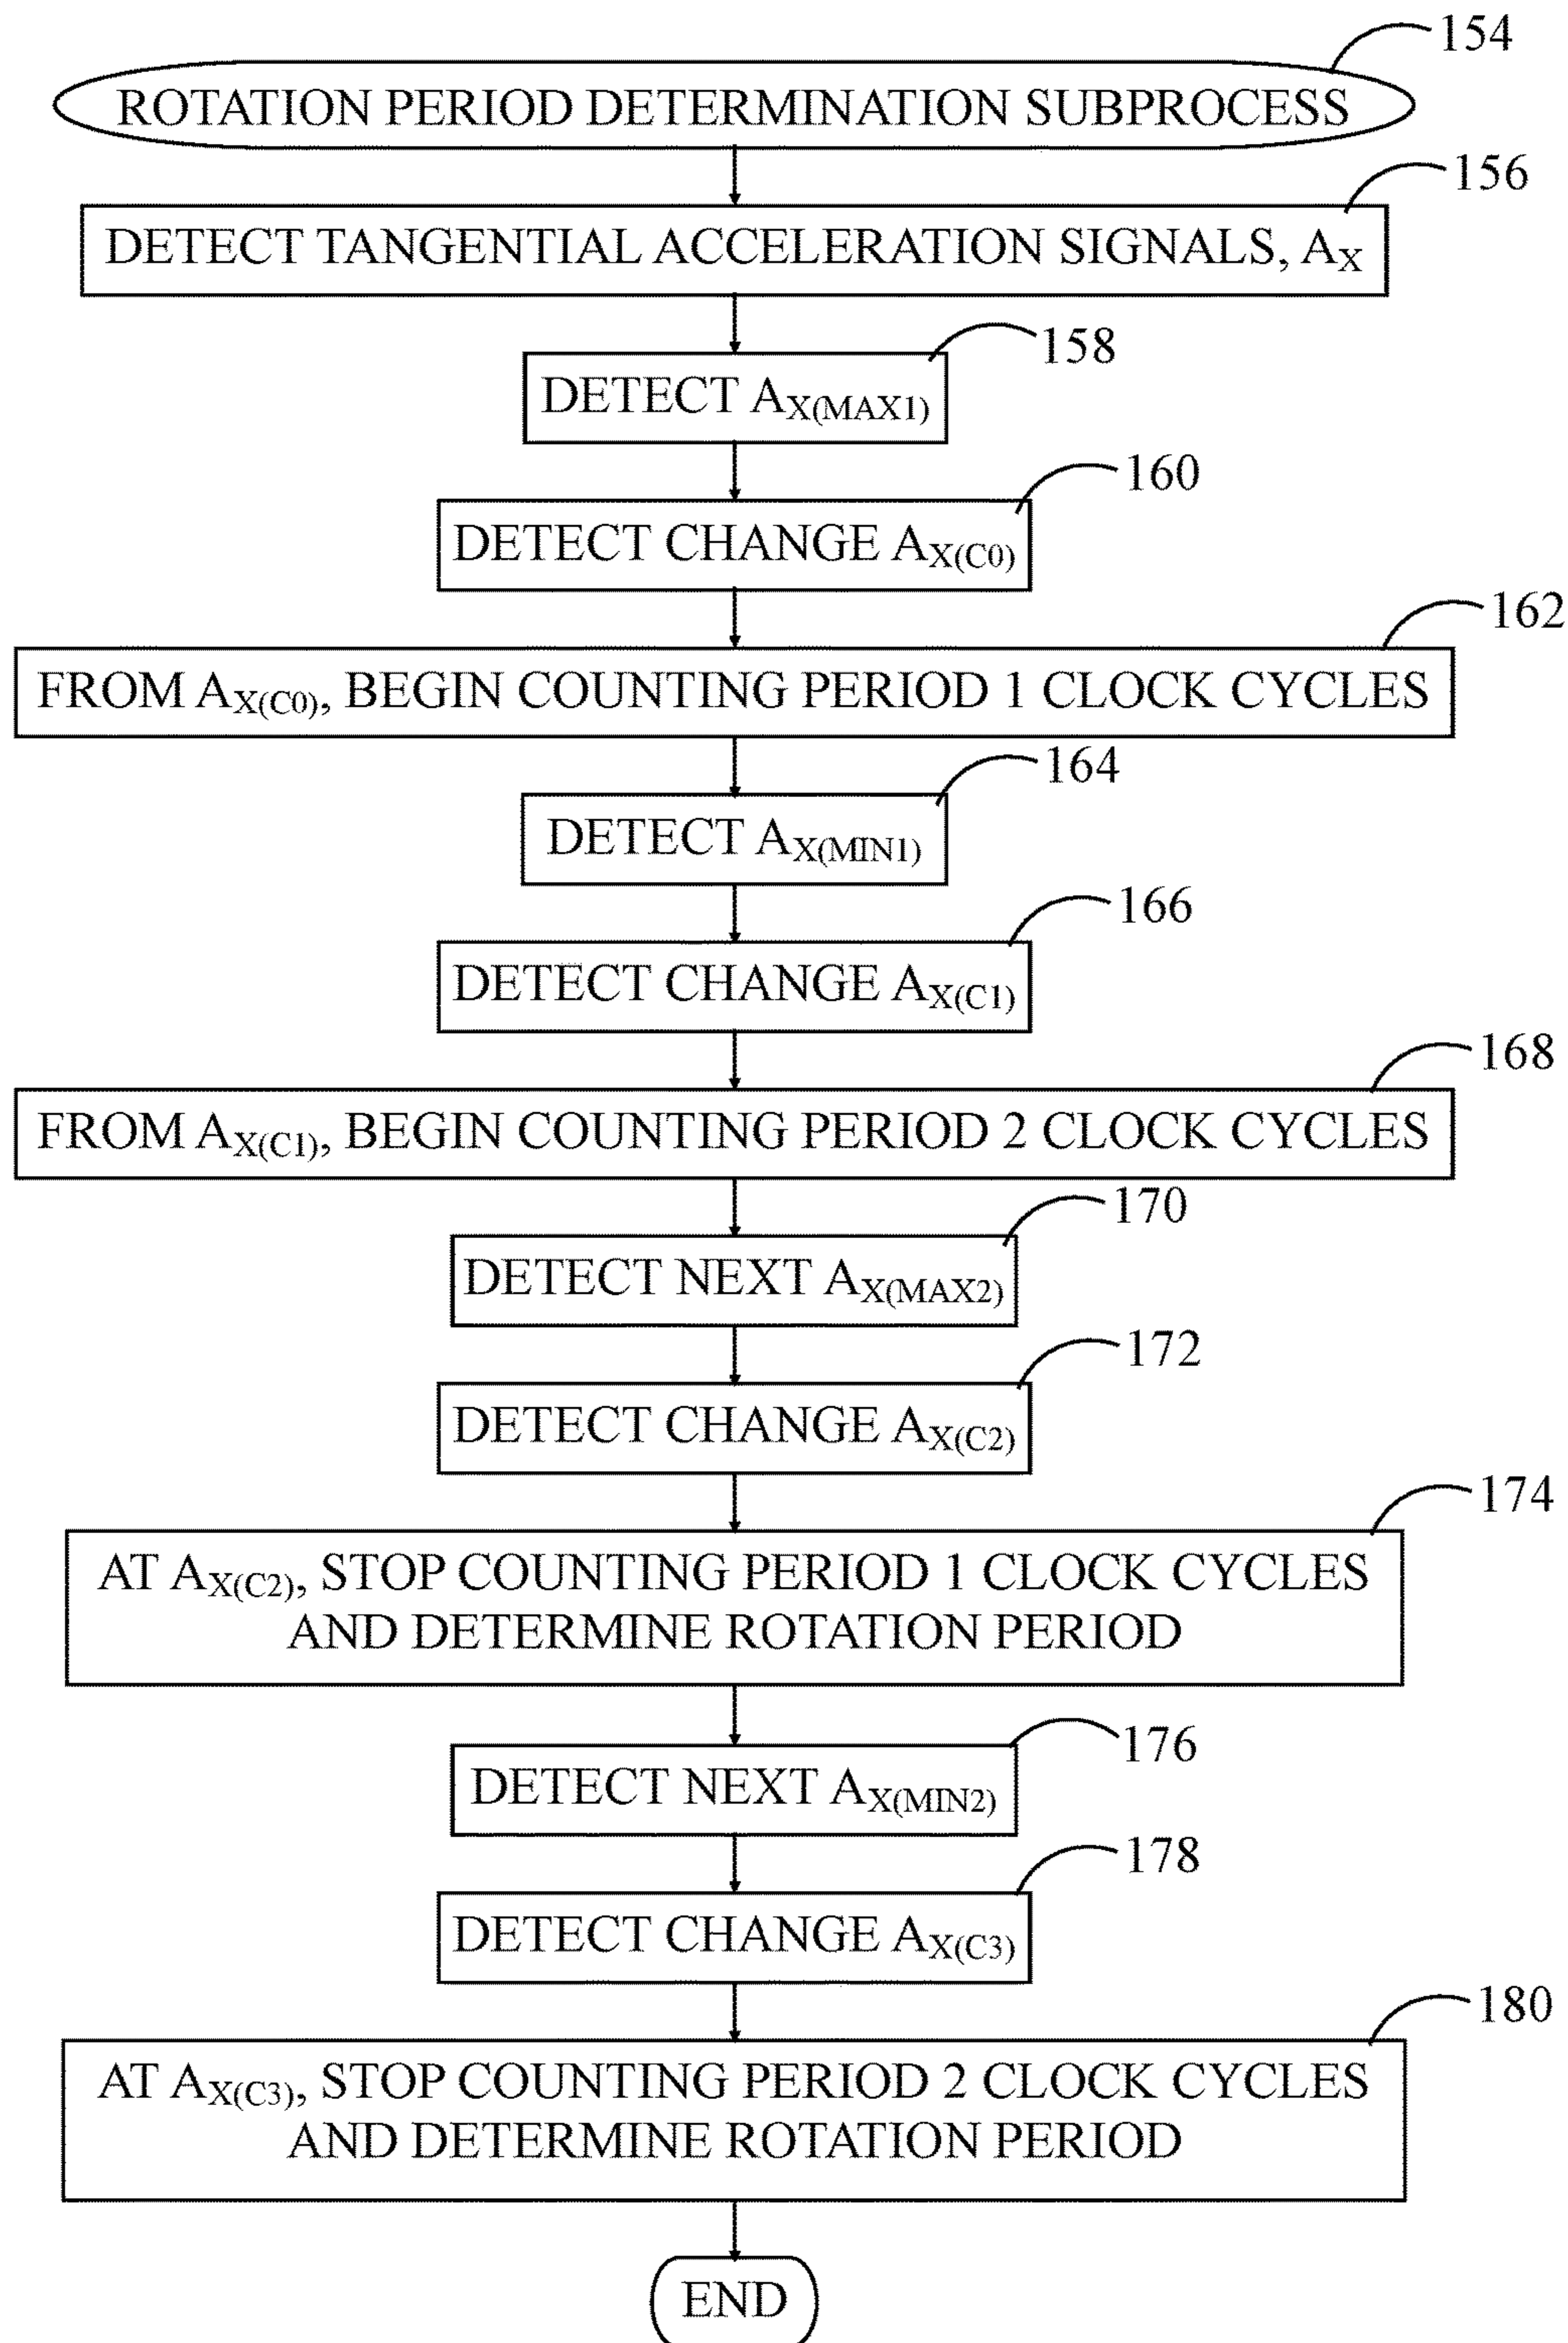 154
ROTATION PERIOD DETERMINATION SUBPROCESS
156
DETECT TANGENTIAL ACCELERATION SIGNALS, AX
158
DETECT AX(MAX1)
160
DETECT CHANGE AX(C0)
162
FROM AX(C0), BEGIN COUNTING PERIOD 1 CLOCK CYCLES
164
DETECT AX(MIN1)
166
DETECT CHANGE AX(C1)
168
FROM AX(C1), BEGIN COUNTING PERIOD 2 CLOCK CYCLES
170
DETECT NEXT AX(MAX2)
172
DETECT CHANGE AX(C2)
174
AT AX(C2), STOP COUNTING PERIOD 1 CLOCK CYCLES
AND DETERMINE ROTATION PERIOD
176
DETECT NEXT AX(MIN2)
178
DETECT CHANGE AX(C3)
180
AT AX(C3), STOP COUNTING PERIOD 2 CLOCK CYCLES
AND DETERMINE ROTATION PERIOD
END